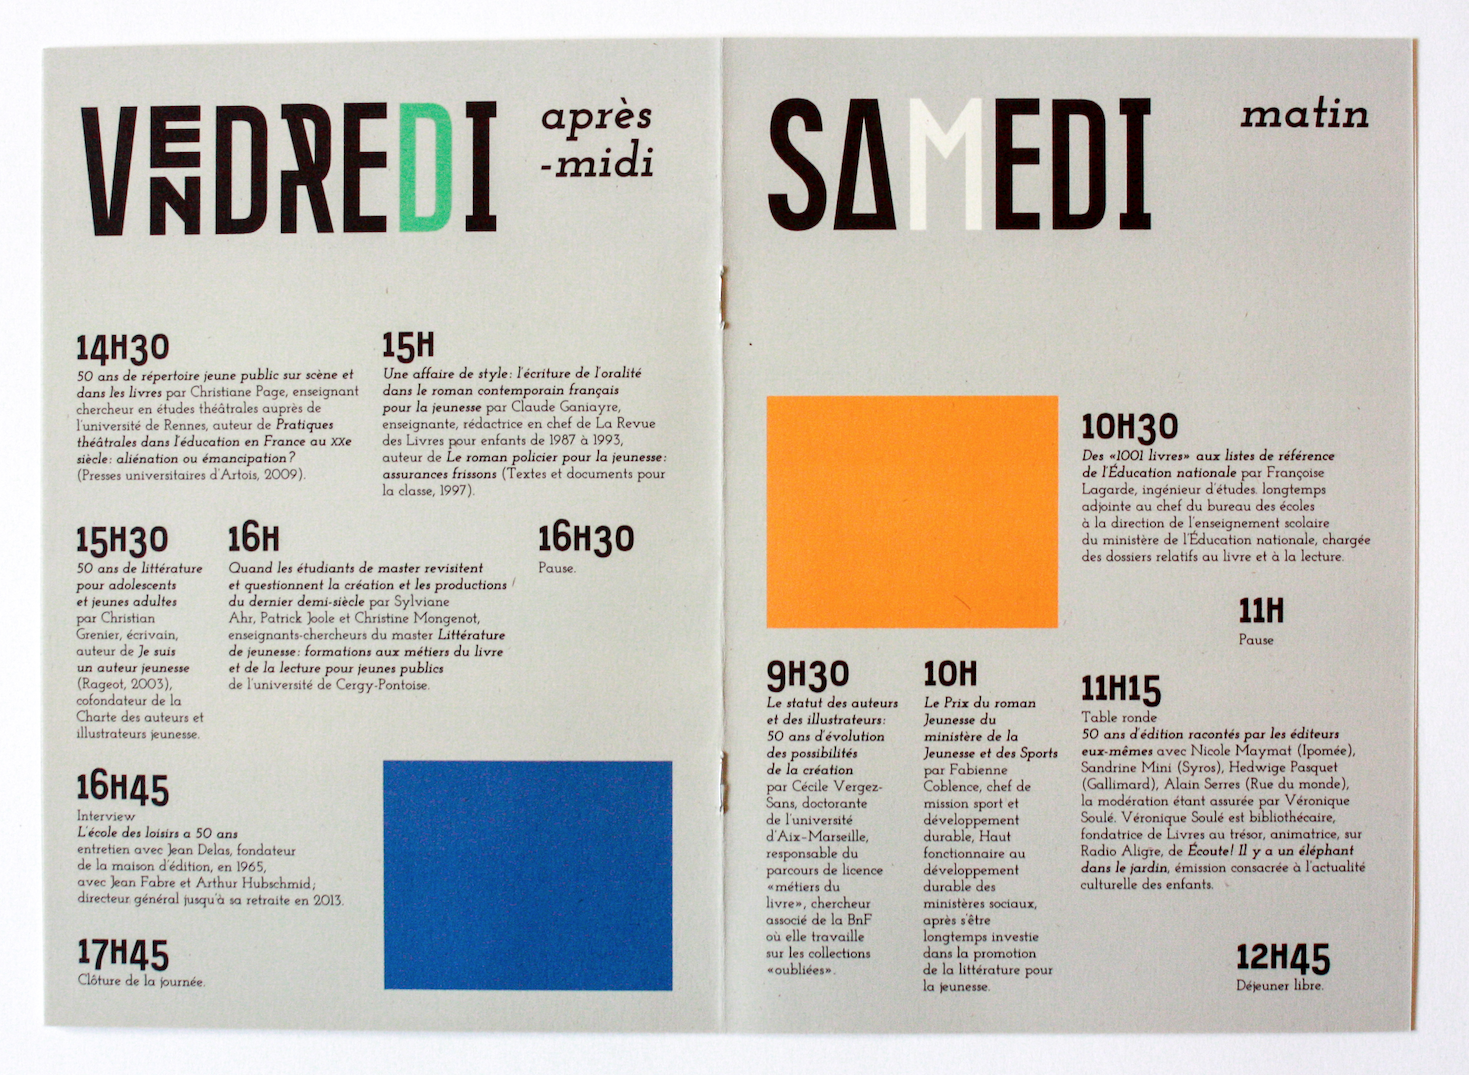 VENDREDI
après
-midi
14H30
50 ans de répertoire jeune public sur scène et
dans les livres par Christiane Page, enseignant
chercheur en études théâtrales auprès de
l'université de Rennes, auteur de Pratiques
théâtrales dans l'éducation en France au XXe
siècle: aliénation ou émancipation?
(Presses universitaires d'Artois, 2009).
15H
Une affaire de style: l'écriture de l'oralité
dans le roman contemporain français
pour la jeunesse par Claude Ganiayre,
enseignante, rédactrice en chef de La Revue
des Livres pour enfants de 1987 à 1993,
auteur de Le roman policier pour la jeunesse:
assurances frissons (Textes et documents pour
la classe, 1997).
15H30
50 ans de littérature
pour adolescents
et jeunes adultes
par Christian
Grenier, écrivain,
auteur de Je suis
un auteur jeunesse
(Rageot, 2003),
cofondateur de la
Charte des auteurs et
illustrateurs jeunesse.
16H
Quand les étudiants de master revisitent
et questionnent la création et les productions
du dernier demi-siècle par Sylviane
Ahr, Patrick Joole et Christine Mongenot,
enseignants-chercheurs du master Littérature
de jeunesse: formations aux métiers du livre
et de la lecture pour jeunes publics
de l'université de Cergy-Pontoise.
16H30
Pause.
16H45
Interview
L'école des loisirs a 50 ans
entretien avec Jean Delas, fondateur
de la maison d'édition, en 1965,
avec Jean Fabre et Arthur Hubschmid;
directeur général jusqu'à sa retraite en 2013.
17H45
Clôture de la journée.
SAMEDI
matin
9H30
Le statut des auteurs
et des illustrateurs:
50 ans d'évolution
des possibilités
de la création
par Cécile Vergez-
Sans, doctorante
de l'université
d'Aix-Marseille,
responsable du
parcours de licence
«métiers du
livre», chercheur
associé de la BnF
où elle travaille
sur les collections
«oubliées».
10H
Le Prix du roman
Jeunesse du
ministère de la
Jeunesse et des Sports
par Fabienne
Coblence, chef de
mission sport et
développement
durable, Haut
fonctionnaire au
développement
durable des
ministères sociaux,
après s'être
longtemps investie
dans la promotion
de la littérature pour
la jeunesse.
10H30
Des «1001 livres» aux listes de référence
de l'Éducation nationale par Françoise
Lagarde, ingénieur d'études. longtemps
adjointe au chef du bureau des écoles
à la direction de l'enseignement scolaire
du ministère de l'Éducation nationale, chargée
des dossiers relatifs au livre et à la lecture.
11H
Pause
11H15
Table ronde
50 ans d'édition racontés par les éditeurs
eux-mêmes avec Nicole Maymat (Ipomée),
Sandrine Mini (Syros), Hedwige Pasquet
(Gallimard), Alain Serres (Rue du monde),
la modération étant assurée par Véronique
Soulé. Véronique Soulé est bibliothécaire,
fondatrice de Livres au trésor, animatrice, sur
Radio Aligre, de Écoute! Il y a un éléphant
dans le jardin, émission consacrée à l'actualité
culturelle des enfants.
12H45
Déjeuner libre.